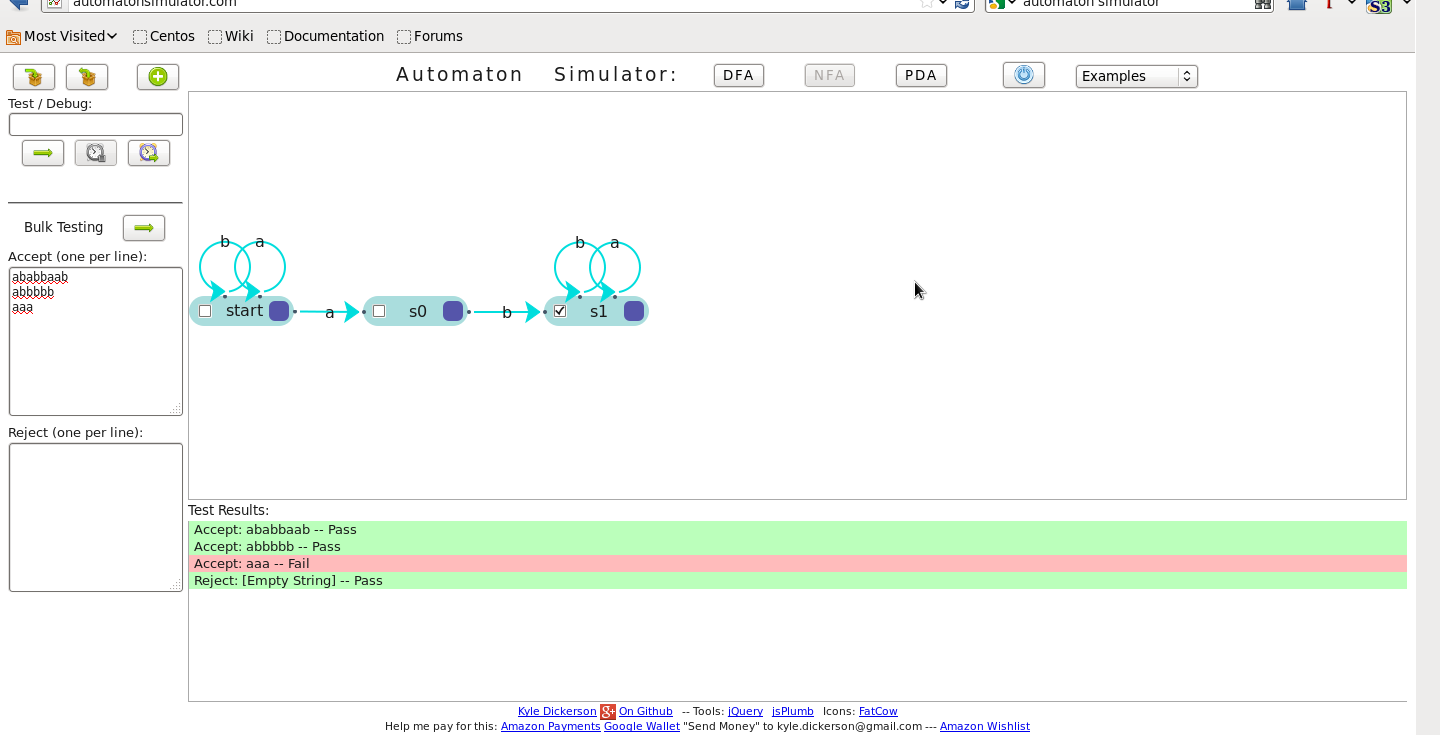 automatonsimulator.com automaton simulator
Most Visited Centos Wiki Documentation Forums
Automaton Simulator: DFA NFA PDA Examples
Test / Debug:
Bulk Testing
Accept (one per line):
ababbaab
abbbbb
aaa
Reject (one per line):
b a b a
start a s0 b s1
Test Results:
Accept: ababbaab -- Pass
Accept: abbbbb -- Pass
Accept: aaa -- Fail
Reject: [Empty String] -- Pass
Kyle Dickerson g+ On Github -- Tools: jQuery jsPlumb Icons: FatCow
Help me pay for this: Amazon Payments Google Wallet "Send Money" to kyle.dickerson@gmail.com --- Amazon Wishlist